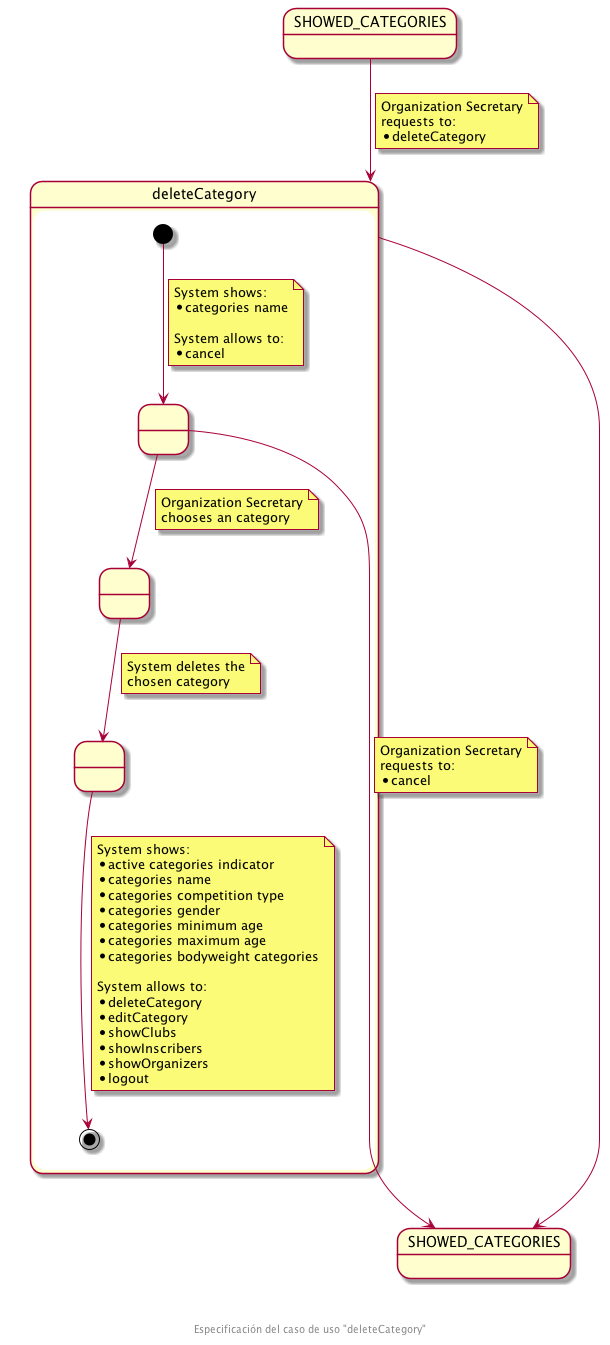 SHOWED_CATEGORIES
Organization Secretary
requests to:
• deleteCategory
deleteCategory
System shows:
• categories name
System allows to:
• cancel
Organization Secretary
chooses an category
System deletes the
chosen category
Organization Secretary
requests to:
• cancel
System shows:
• active categories indicator
• categories name
• categories competition type
• categories gender
• categories minimum age
• categories maximum age
• categories bodyweight categories
System allows to:
• deleteCategory
• editCategory
• showClubs
• showInscribers
• showOrganizers
• logout
SHOWED_CATEGORIES
Especificación del caso de uso "deleteCategory"